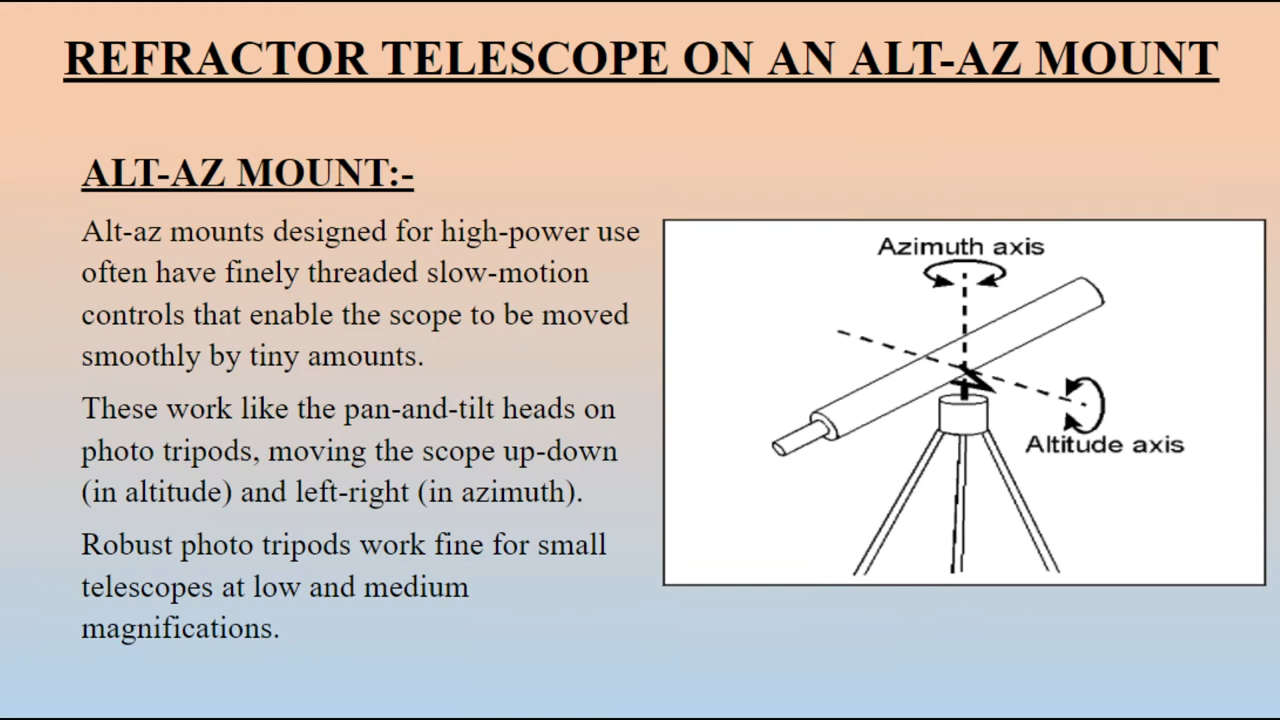 REFRACTOR TELESCOPE ON AN ALT-AZ MOUNT
ALT-AZ MOUNT:-
Alt-az mounts designed for high-power use
often have finely threaded slow-motion
controls that enable the scope to be moved
smoothly by tiny amounts.
These work like the pan-and-tilt heads on
photo tripods, moving the scope up-down
(in altitude) and left-right (in azimuth).
Robust photo tripods work fine for small
telescopes at low and medium
magnifications.
Azimuth axis
Altitude axis